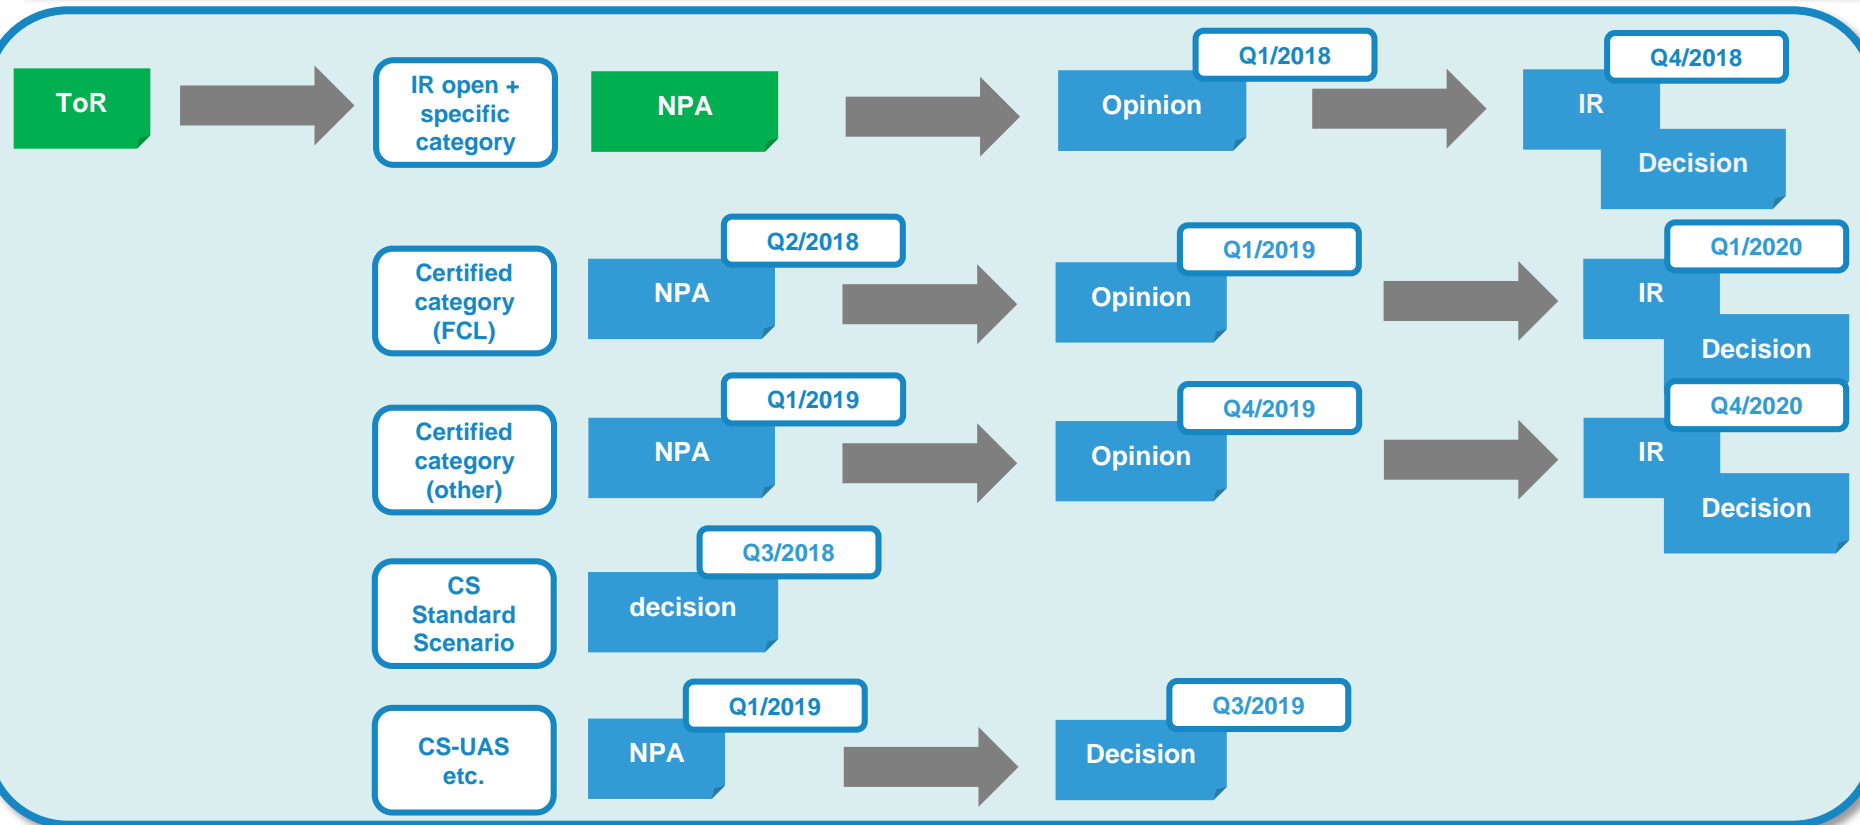 ToR
IR open +
specific
category
NPA
Q1/2018
Opinion
Q4/2018
IR
Decision
Certified
category
(FCL)
Q2/2018
NPA
Q1/2019
Opinion
Q1/2020
IR
Decision
Certified
category
(other)
Q1/2019
NPA
Q4/2019
Opinion
Q4/2020
IR
Decision
CS
Standard
Scenario
Q3/2018
decision
CS-UAS
etc.
Q1/2019
NPA
Q3/2019
Decision